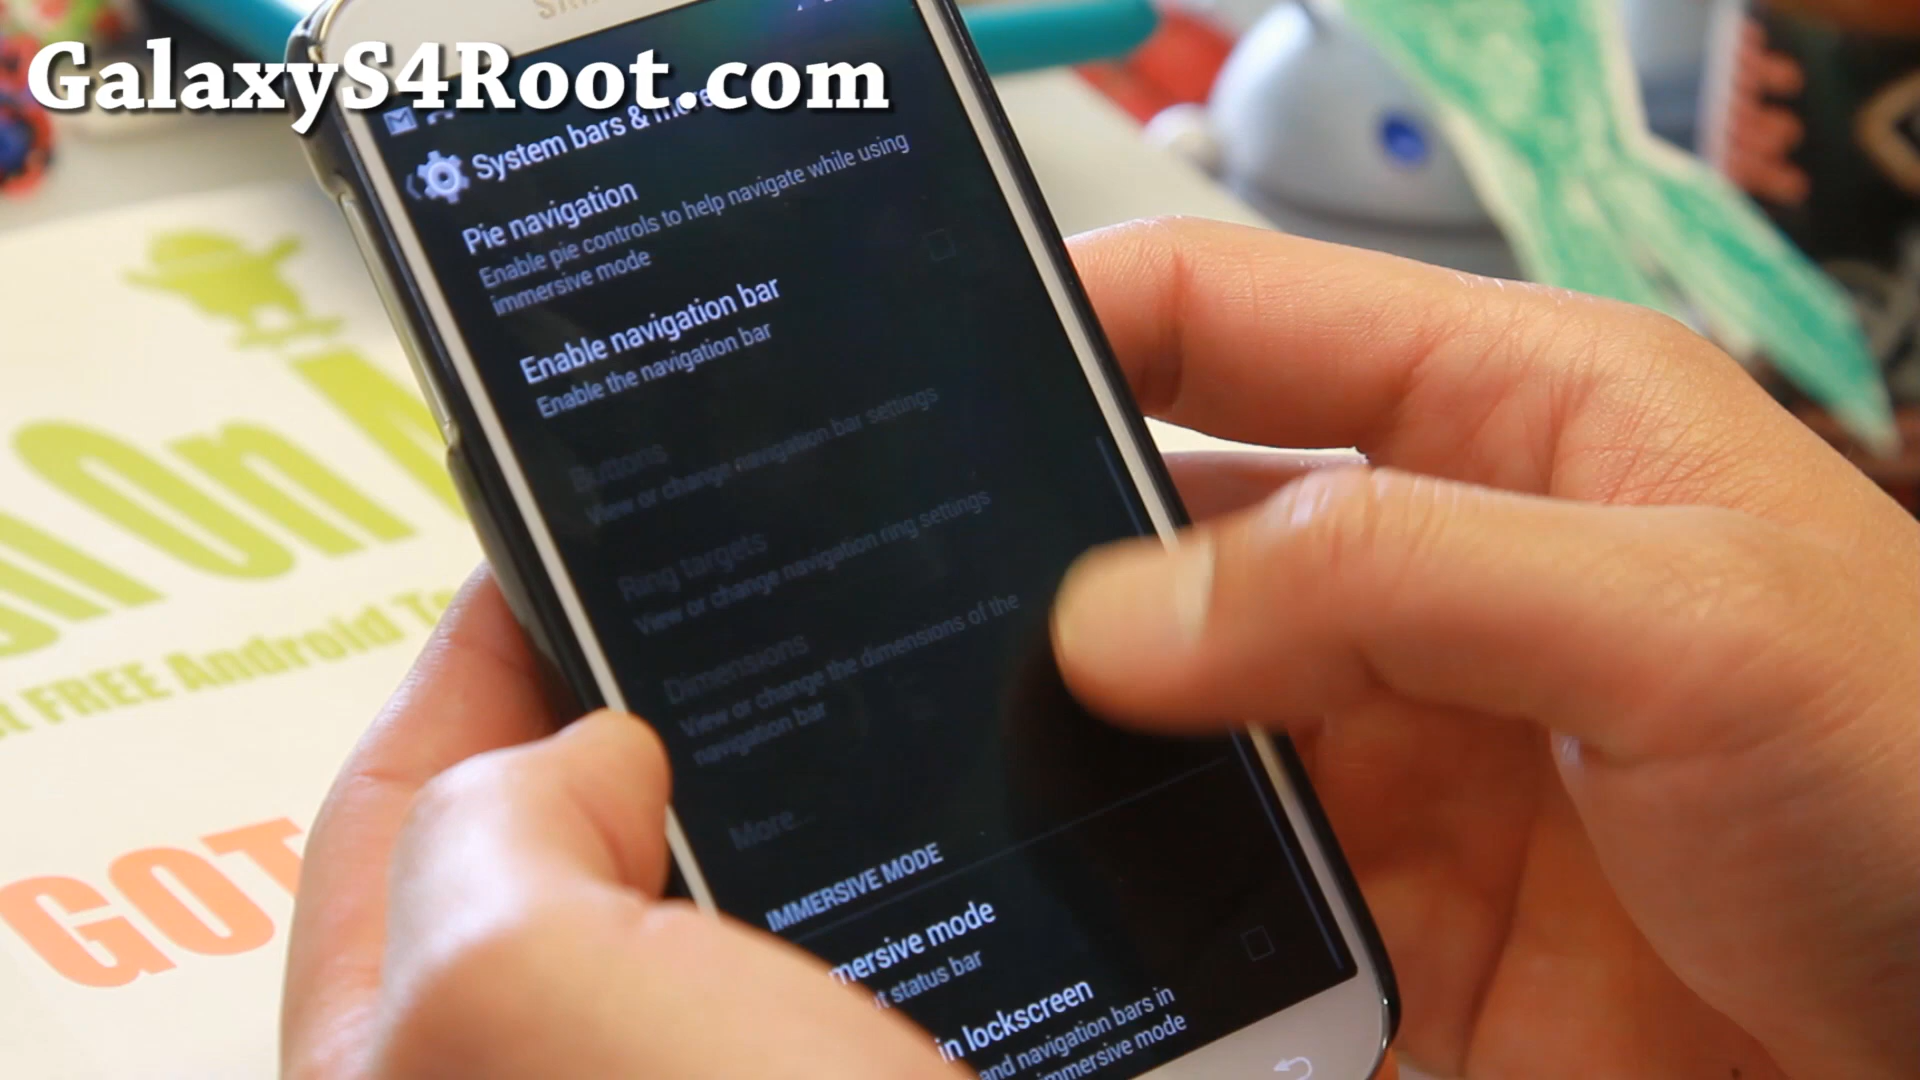 GalaxyS4Root.com
System bars & more
Pie navigation
Enable pie controls to help navigate while using
immersive mode
Enable navigation bar
Enable the navigation bar
Buttons
View or change navigation bar settings
Ring targets
View or change navigation ring settings
Dimensions
View or change the dimensions of the
navigation bar
More...
IMMERSIVE MODE
mersive mode
status bar
in lockscreen
and navigation bars in
immersive mode
On
FREE Android
GOT